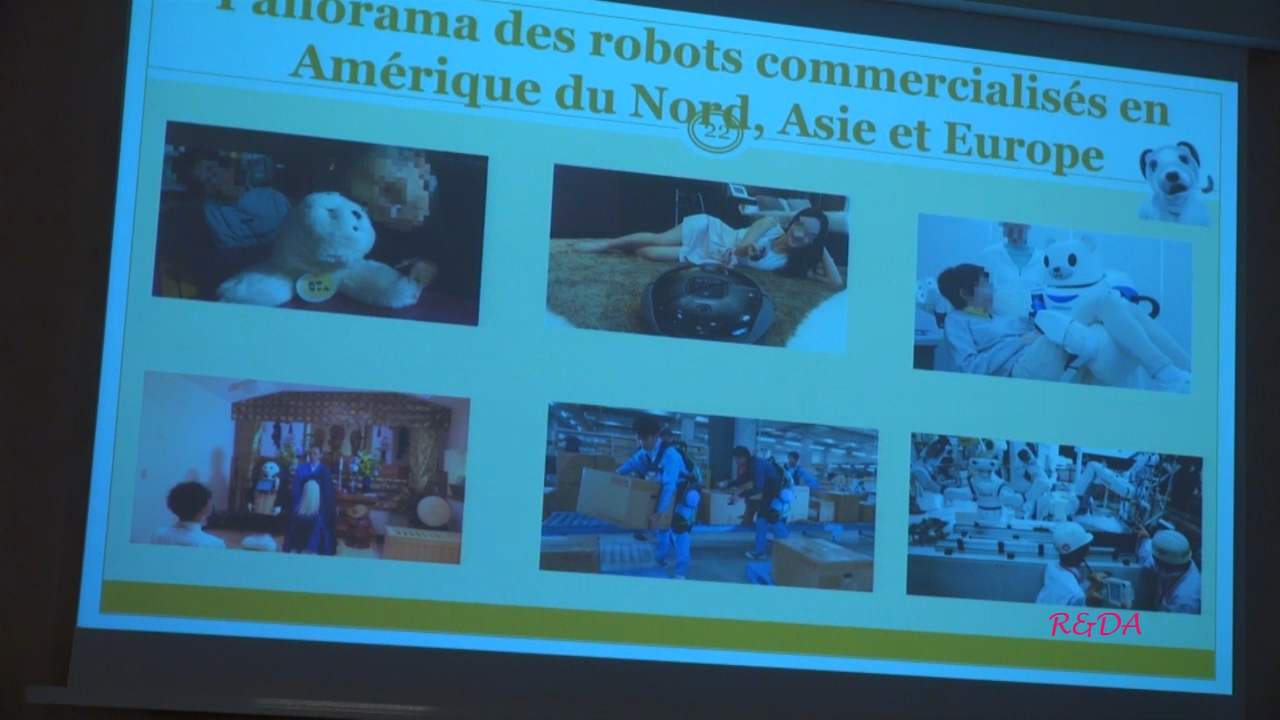 Panorama des robots commercialisés en
Amérique du Nord, Asie et Europe
22
R&DA